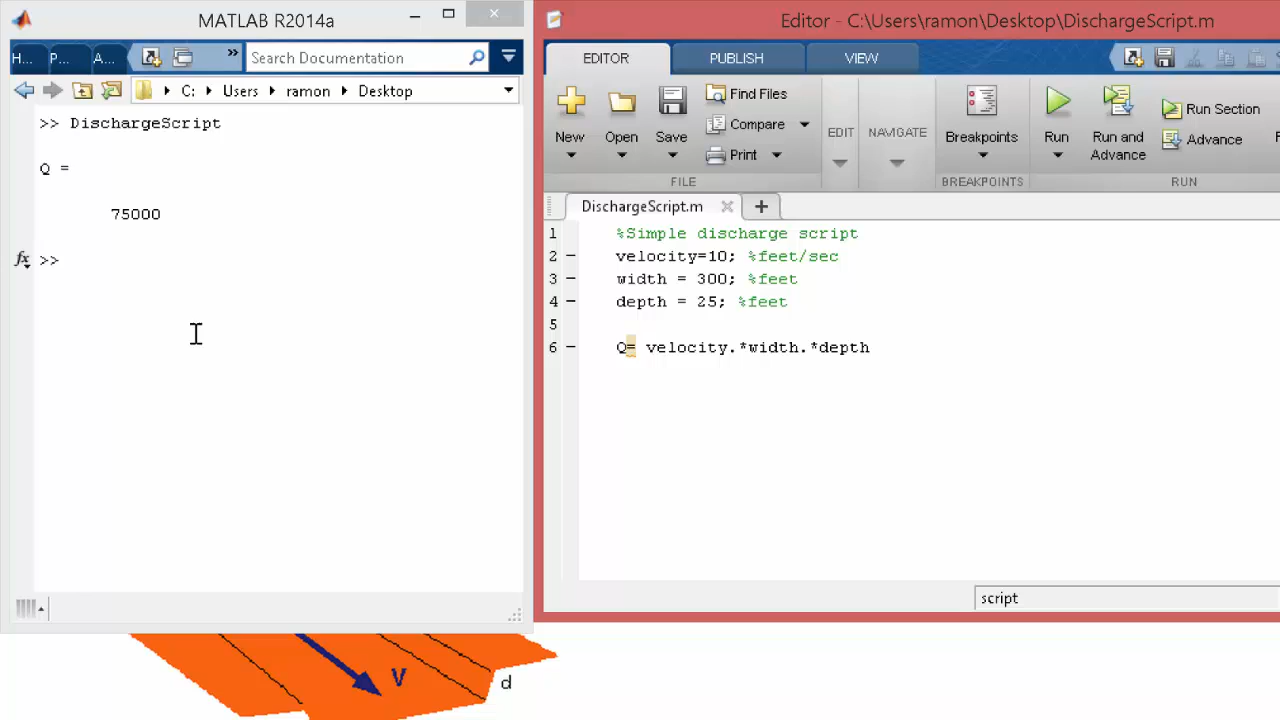 MATLAB R2014a
H... P... A... » Search Documentation
C: Users ramon Desktop
>> DischargeScript
Q =
75000
fx >>
Editor - C:\Users\ramon\Desktop\DischargeScript.m
EDITOR PUBLISH VIEW
New Open Save Find Files Compare Print EDIT NAVIGATE Breakpoints Run Run and Advance Run Section Advance
FILE BREAKPOINTS RUN
DischargeScript.m
1 %Simple discharge script
2 – velocity=10; %feet/sec
3 – width = 300; %feet
4 – depth = 25; %feet
5
6 – Q= velocity.*width.*depth
script
V
d